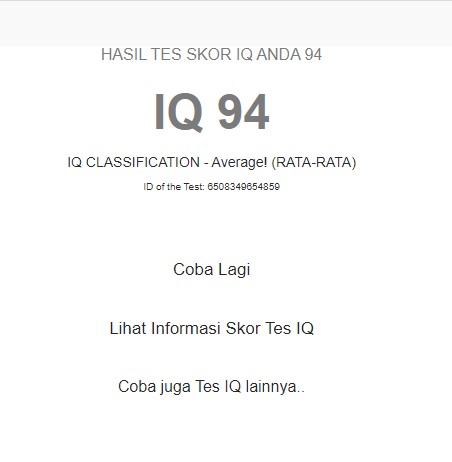 HASIL TES SKOR IQ ANDA 94
IQ 94
IQ CLASSIFICATION - Average! (RATA-RATA)
ID of the Test: 6508349654859
Coba Lagi
Lihat Informasi Skor Tes IQ
Coba juga Tes IQ lainnya..